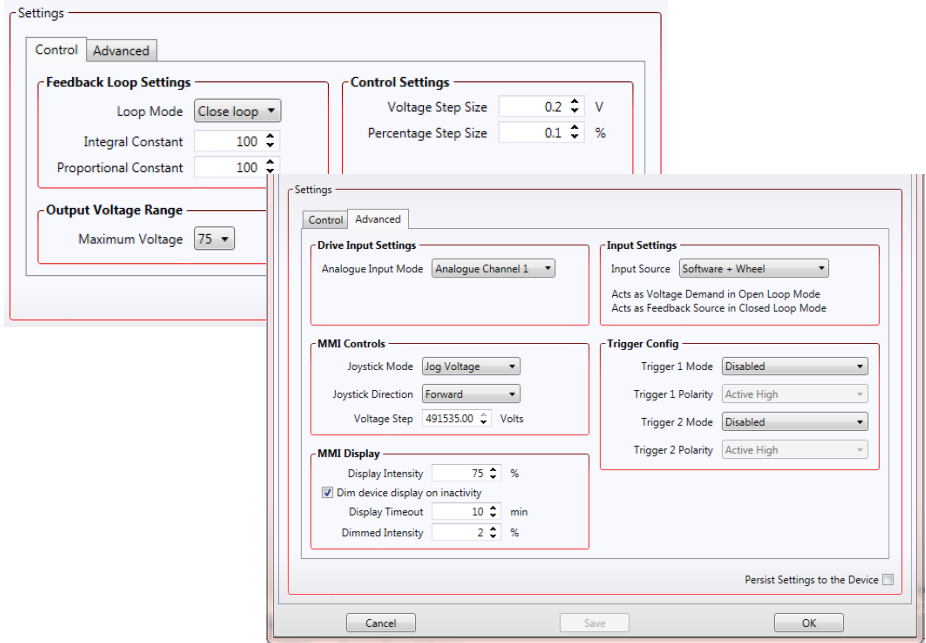 Settings
Control Advanced
Feedback Loop Settings
Loop Mode Close loop
Integral Constant 100
Proportional Constant 100
Control Settings
Voltage Step Size 0.2 V
Percentage Step Size 0.1 %
Output Voltage Range
Maximum Voltage 75
Settings
Control Advanced
Drive Input Settings
Analogue Input Mode Analogue Channel 1
Input Settings
Input Source Software + Wheel
Acts as Voltage Demand in Open Loop Mode
Acts as Feedback Source in Closed Loop Mode
MMI Controls
Joystick Mode Jog Voltage
Joystick Direction Forward
Voltage Step 491535.00 Volts
Trigger Config
Trigger 1 Mode Disabled
Trigger 1 Polarity Active High
Trigger 2 Mode Disabled
Trigger 2 Polarity Active High
MMI Display
Display Intensity 75 %
Dim device display on inactivity
Display Timeout 10 min
Dimmed Intensity 2 %
Persist Settings to the Device
Cancel Save OK